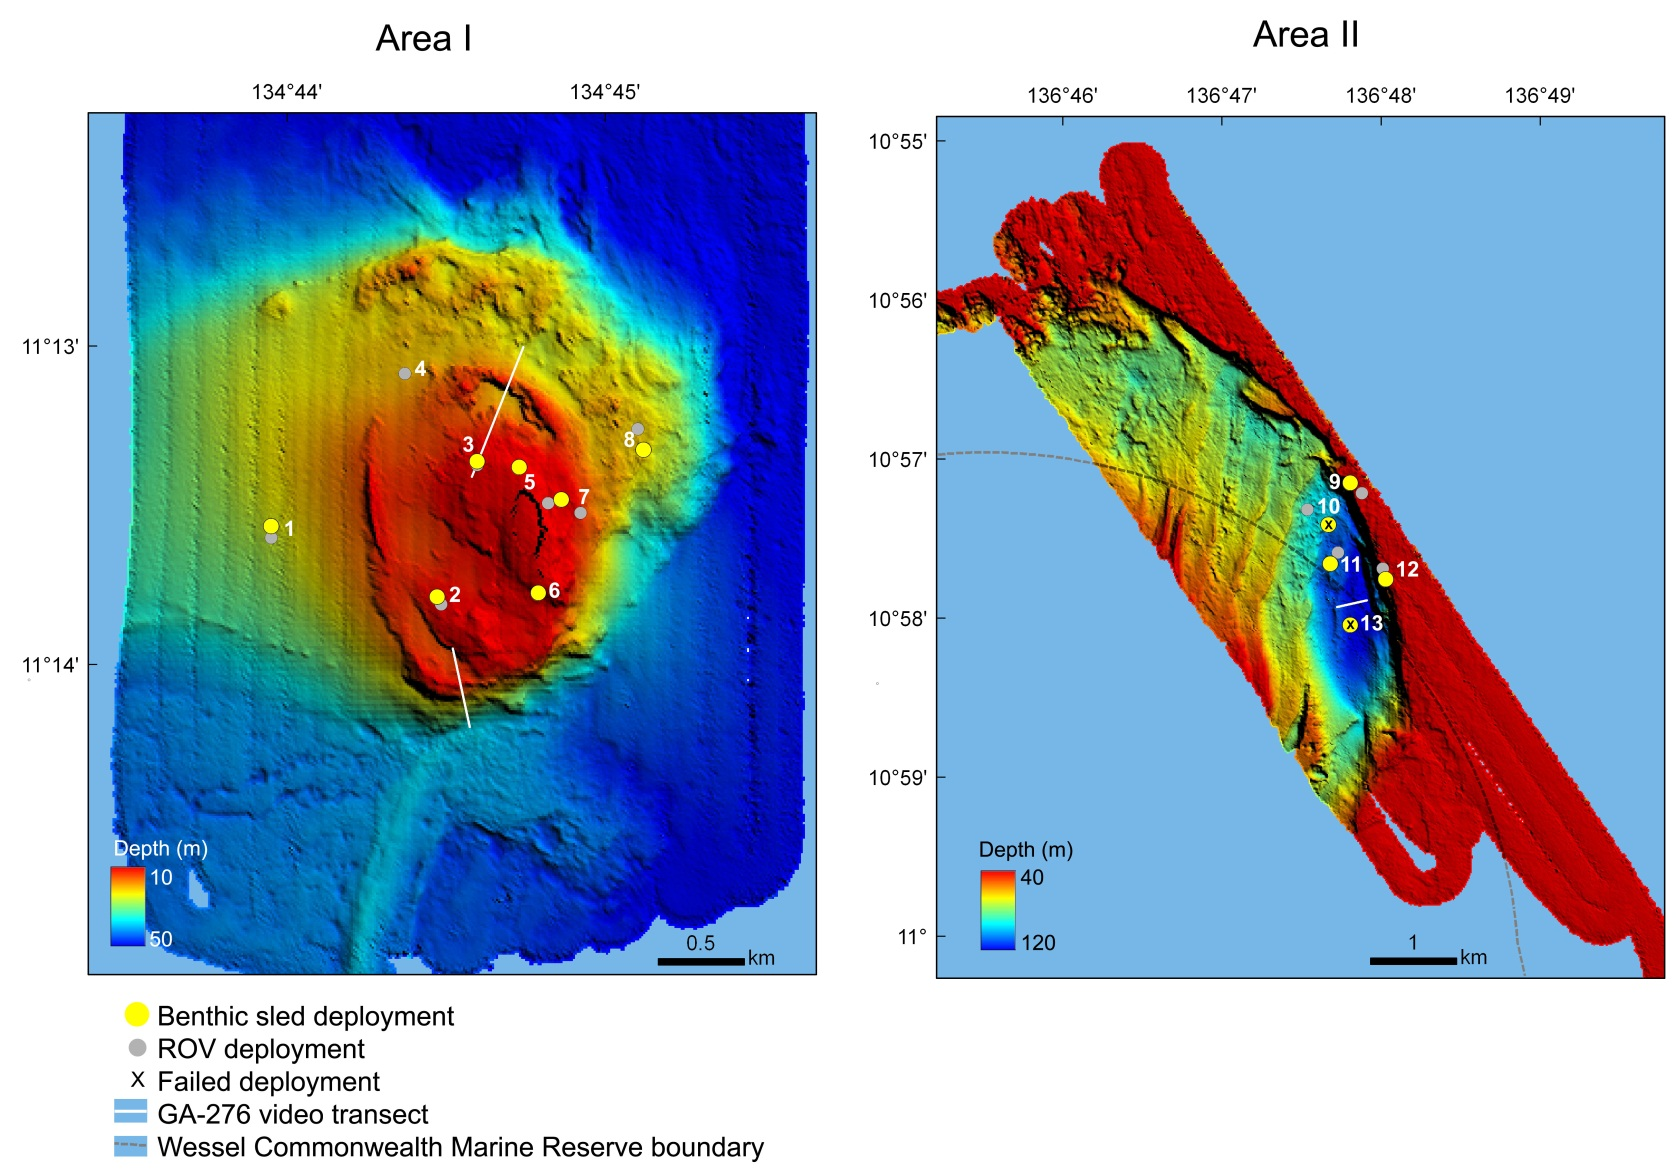 Area I
Area II
134°44'
134°45'
136°46'
136°47'
136°48'
136°49'
11°13'
11°14'
10°55'
10°56'
10°57'
10°58'
10°59'
11°
4
3
8
5
7
1
2
6
9
10
11
12
13
X
X
Depth (m)
10
50
0.5
km
Depth (m)
40
120
1
km
Benthic sled deployment
ROV deployment
X Failed deployment
GA-276 video transect
Wessel Commonwealth Marine Reserve boundary